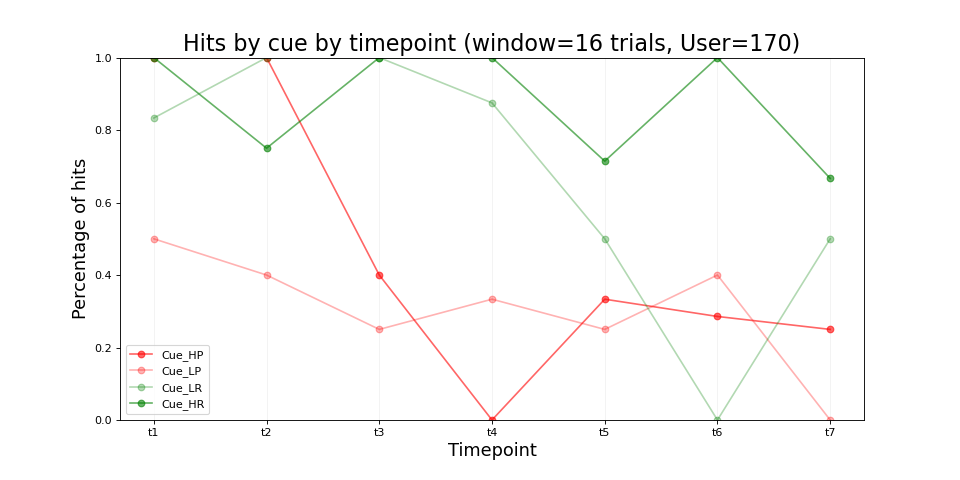 Hits by cue by timepoint (window=16 trials, User=170)
Percentage of hits
1.0
0.8
0.6
0.4
0.2
0.0
Cue_HP
Cue_LP
Cue_LR
Cue_HR
t1 t2 t3 t4 t5 t6 t7
Timepoint